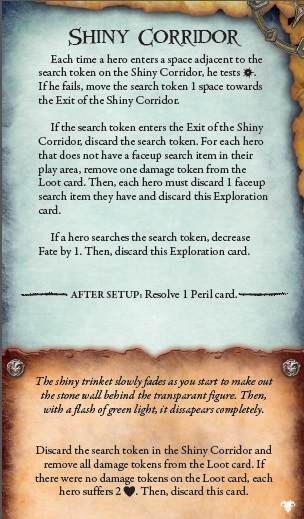 Shiny Corridor
Each time a hero enters a space adjacent to the
search token on the Shiny Corridor, he tests
If he fails, move the search token 1 space towards
the Exit of the Shiny Corridor.
If the search token enters the Exit of the Shiny
Corridor, discard the search token. For each hero
that does not have a faceup search item in their
play area, remove one damage token from the
Loot card. Then, each hero must discard 1 faceup
search item they have and discard this Exploration
card.
If a hero searches the search token, decrease
Fate by 1. Then, discard this Exploration card.
AFTER SETUP: Resolve 1 Peril card.
The shiny trinket slowly fades as you start to make out
the stone wall behind the transparant figure. Then,
with a flash of green light, it dissapears completely.
Discard the search token in the Shiny Corridor and
remove all damage tokens from the Loot card. If
there were no damage tokens on the Loot card, each
hero suffers 2 ♥. Then, discard this card.